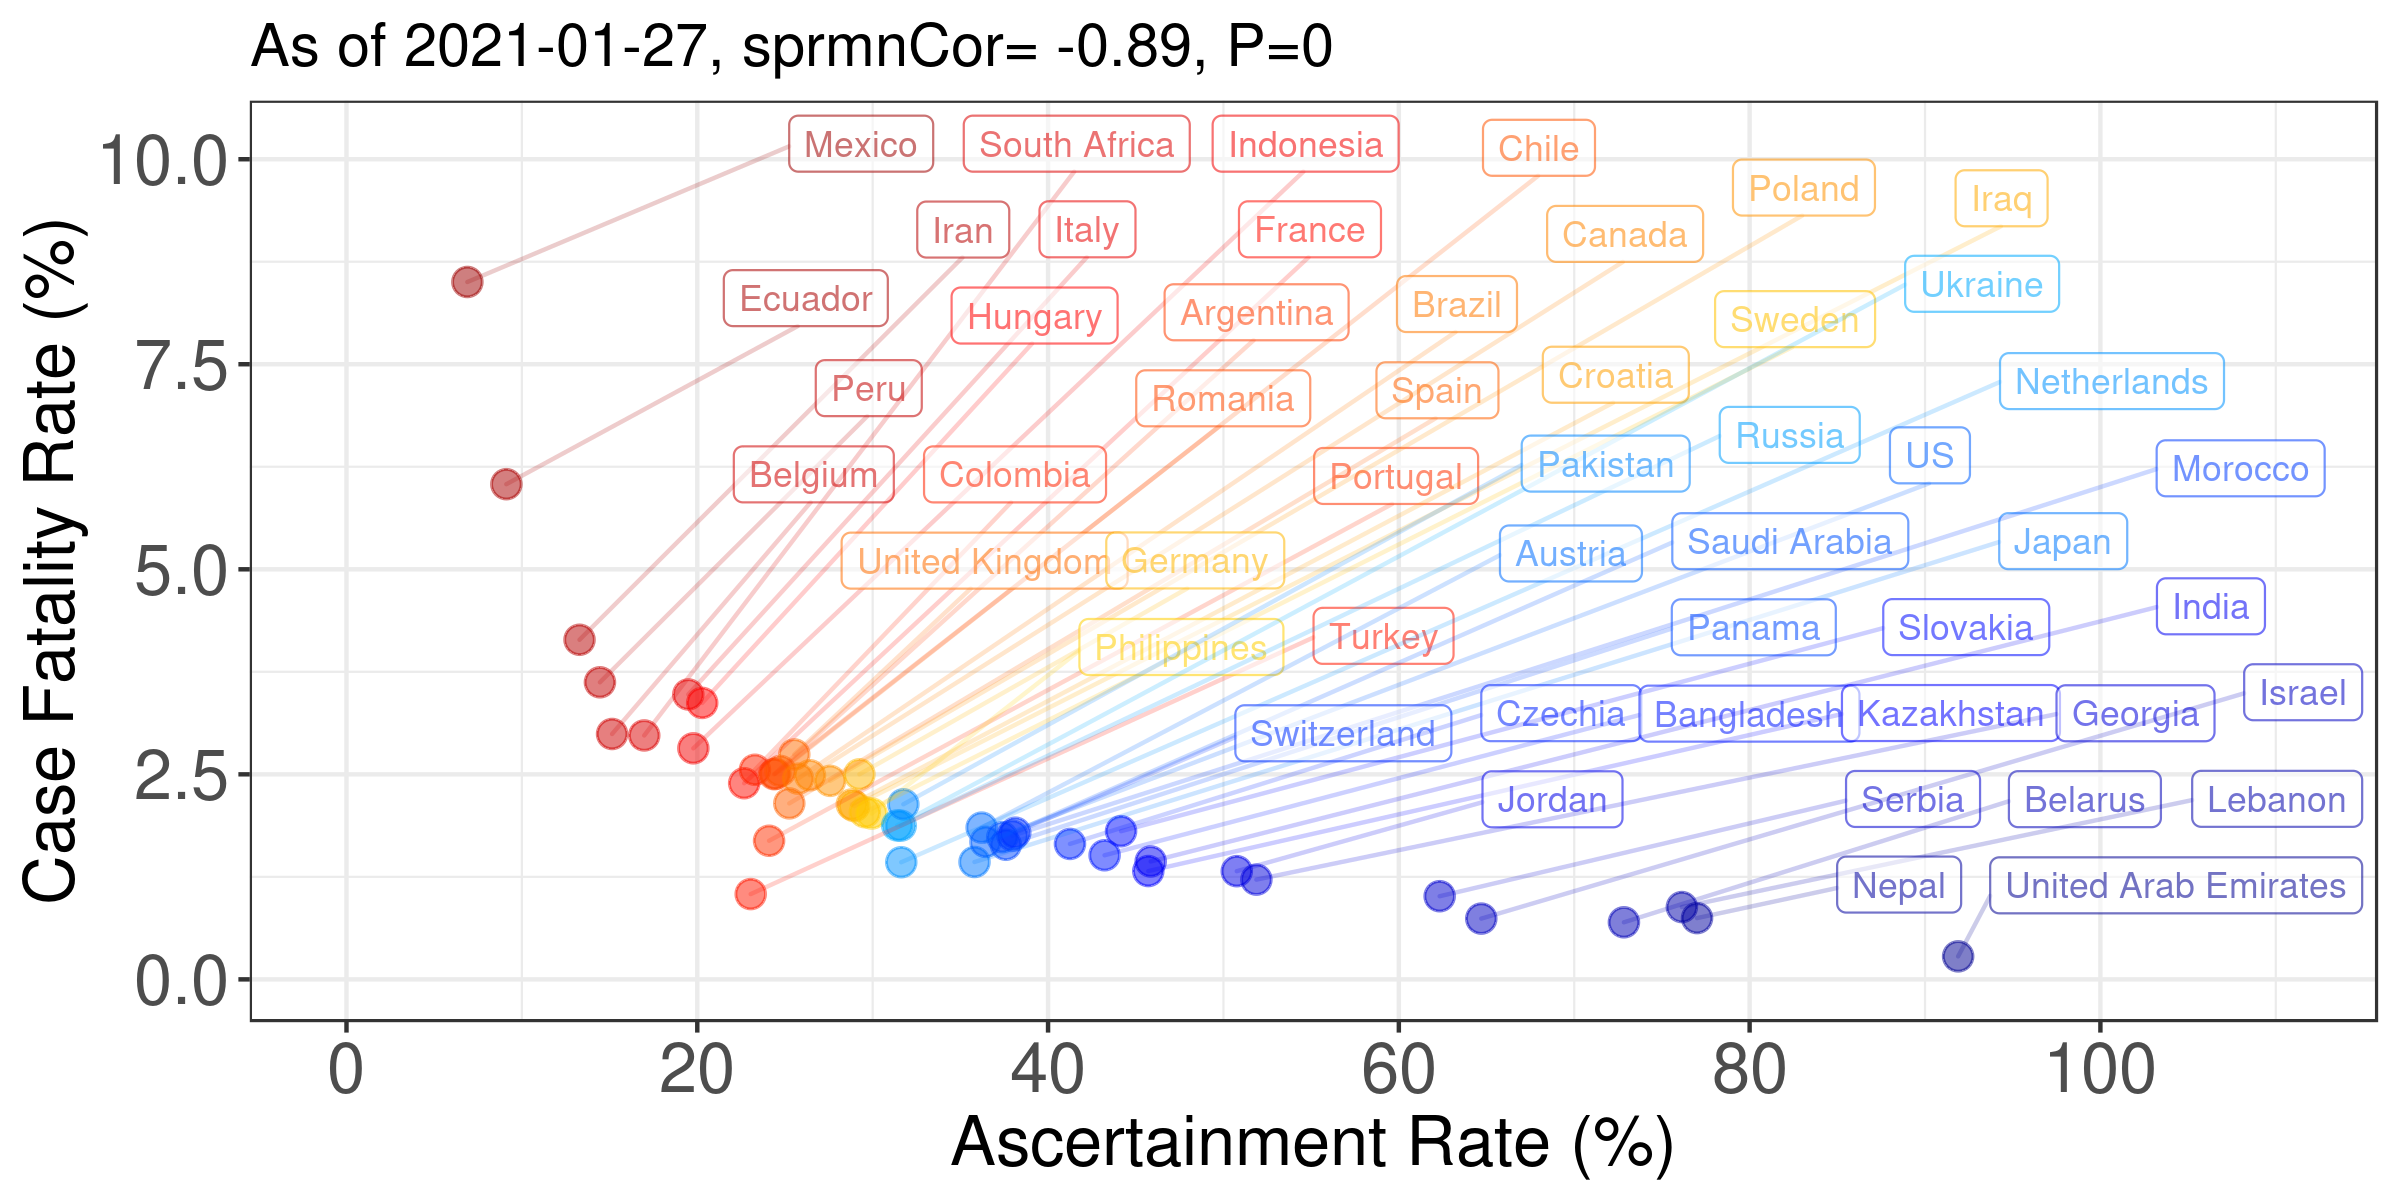 As of 2021-01-27, sprmnCor= -0.89, P=0
Case Fatality Rate (%)
10.0
7.5
5.0
2.5
0.0
Mexico
South Africa
Indonesia
Chile
Poland
Iraq
Iran
Italy
France
Canada
Ukraine
Ecuador
Hungary
Argentina
Brazil
Sweden
Peru
Romania
Spain
Croatia
Netherlands
Belgium
Colombia
Portugal
Pakistan
Russia
US
Morocco
United Kingdom
Germany
Austria
Saudi Arabia
Japan
Philippines
Turkey
Panama
Slovakia
India
Switzerland
Czechia
Bangladesh
Kazakhstan
Georgia
Israel
Jordan
Serbia
Belarus
Lebanon
Nepal
United Arab Emirates
0
20
40
60
80
100
Ascertainment Rate (%)